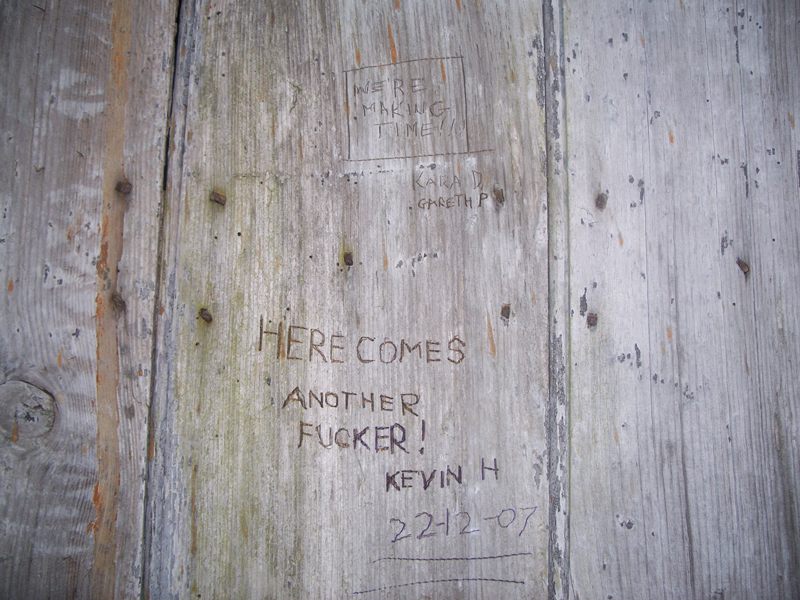 WE'RE
MAKING
TIME!!!
KARA D
GARETH P
HERE COMES
ANOTHER
FUCKER!
KEVIN H
22-12-07